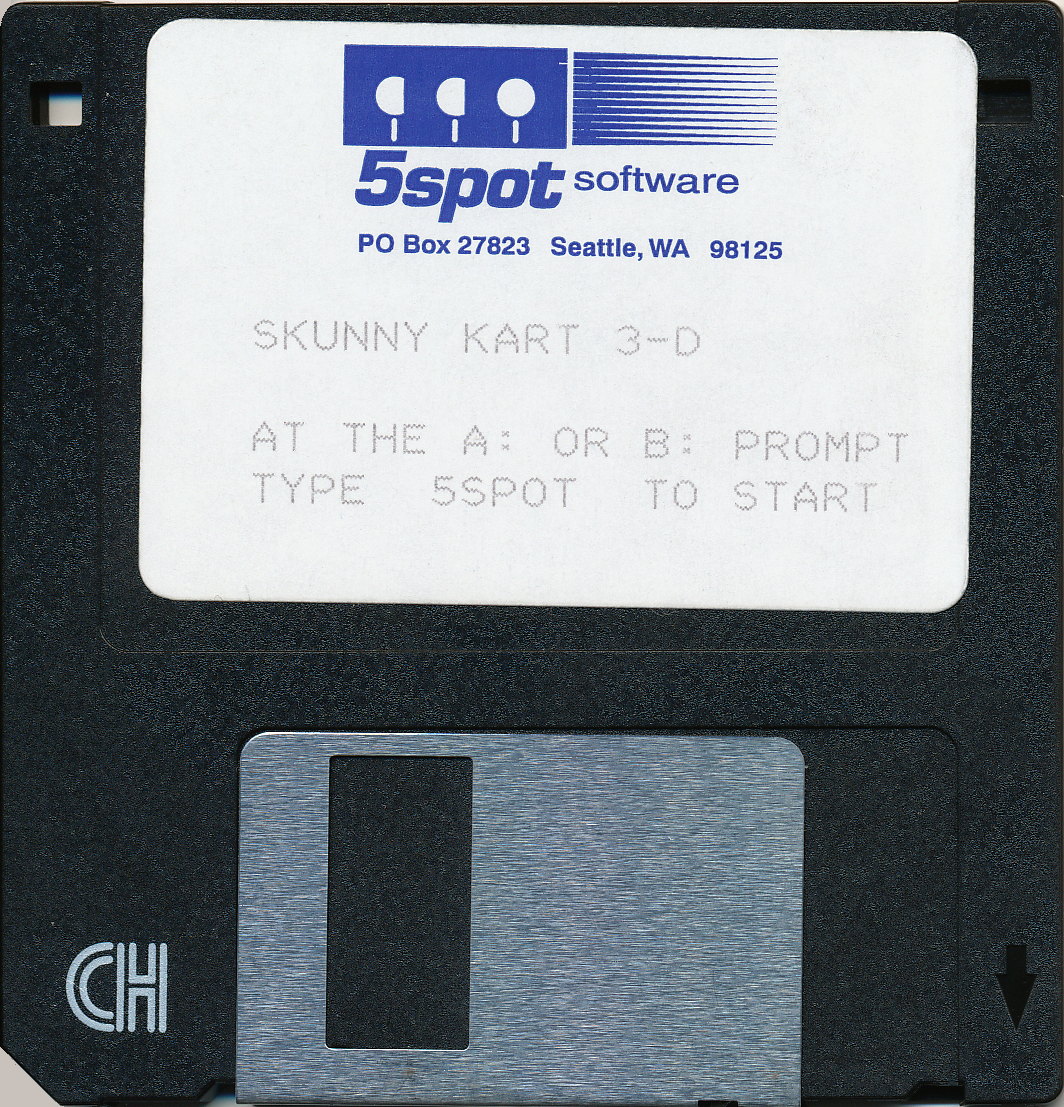 5spot software
PO Box 27823 Seattle, WA 98125
SKUNNY KART 3-D
AT THE A: OR B: PROMPT
TYPE 5SPOT TO START
CH